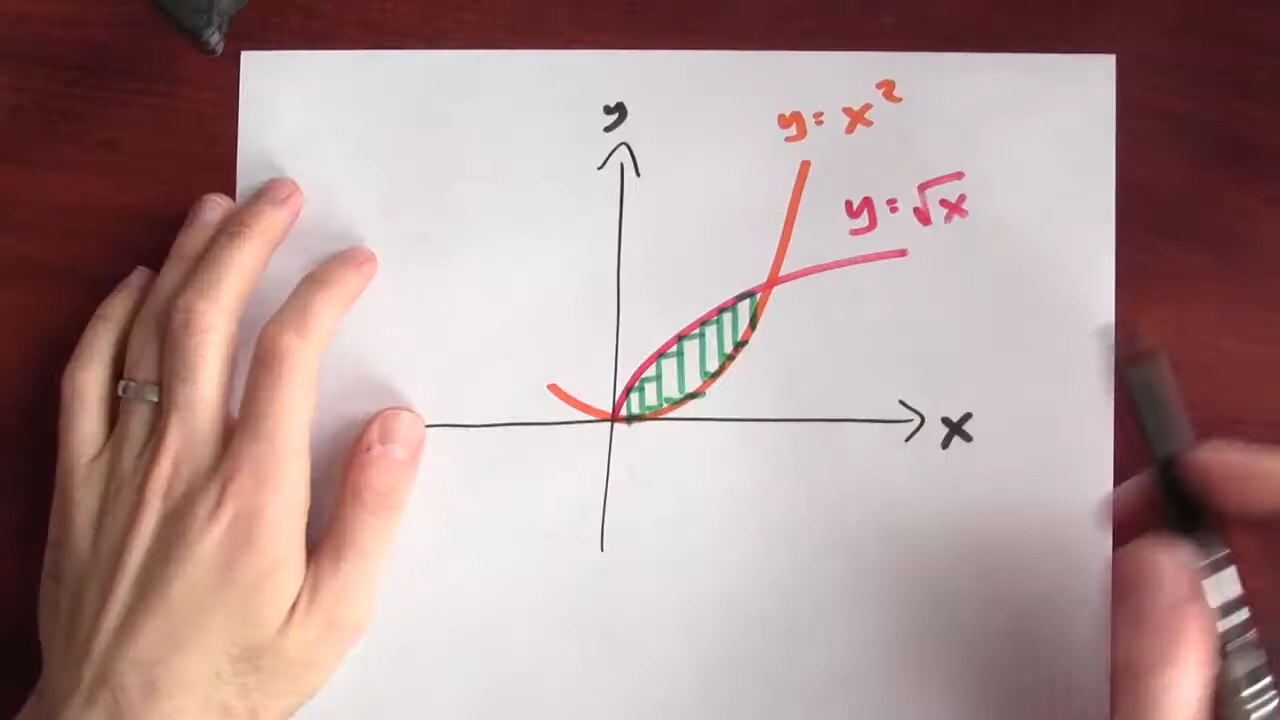 y
y = x²
y = √x
x